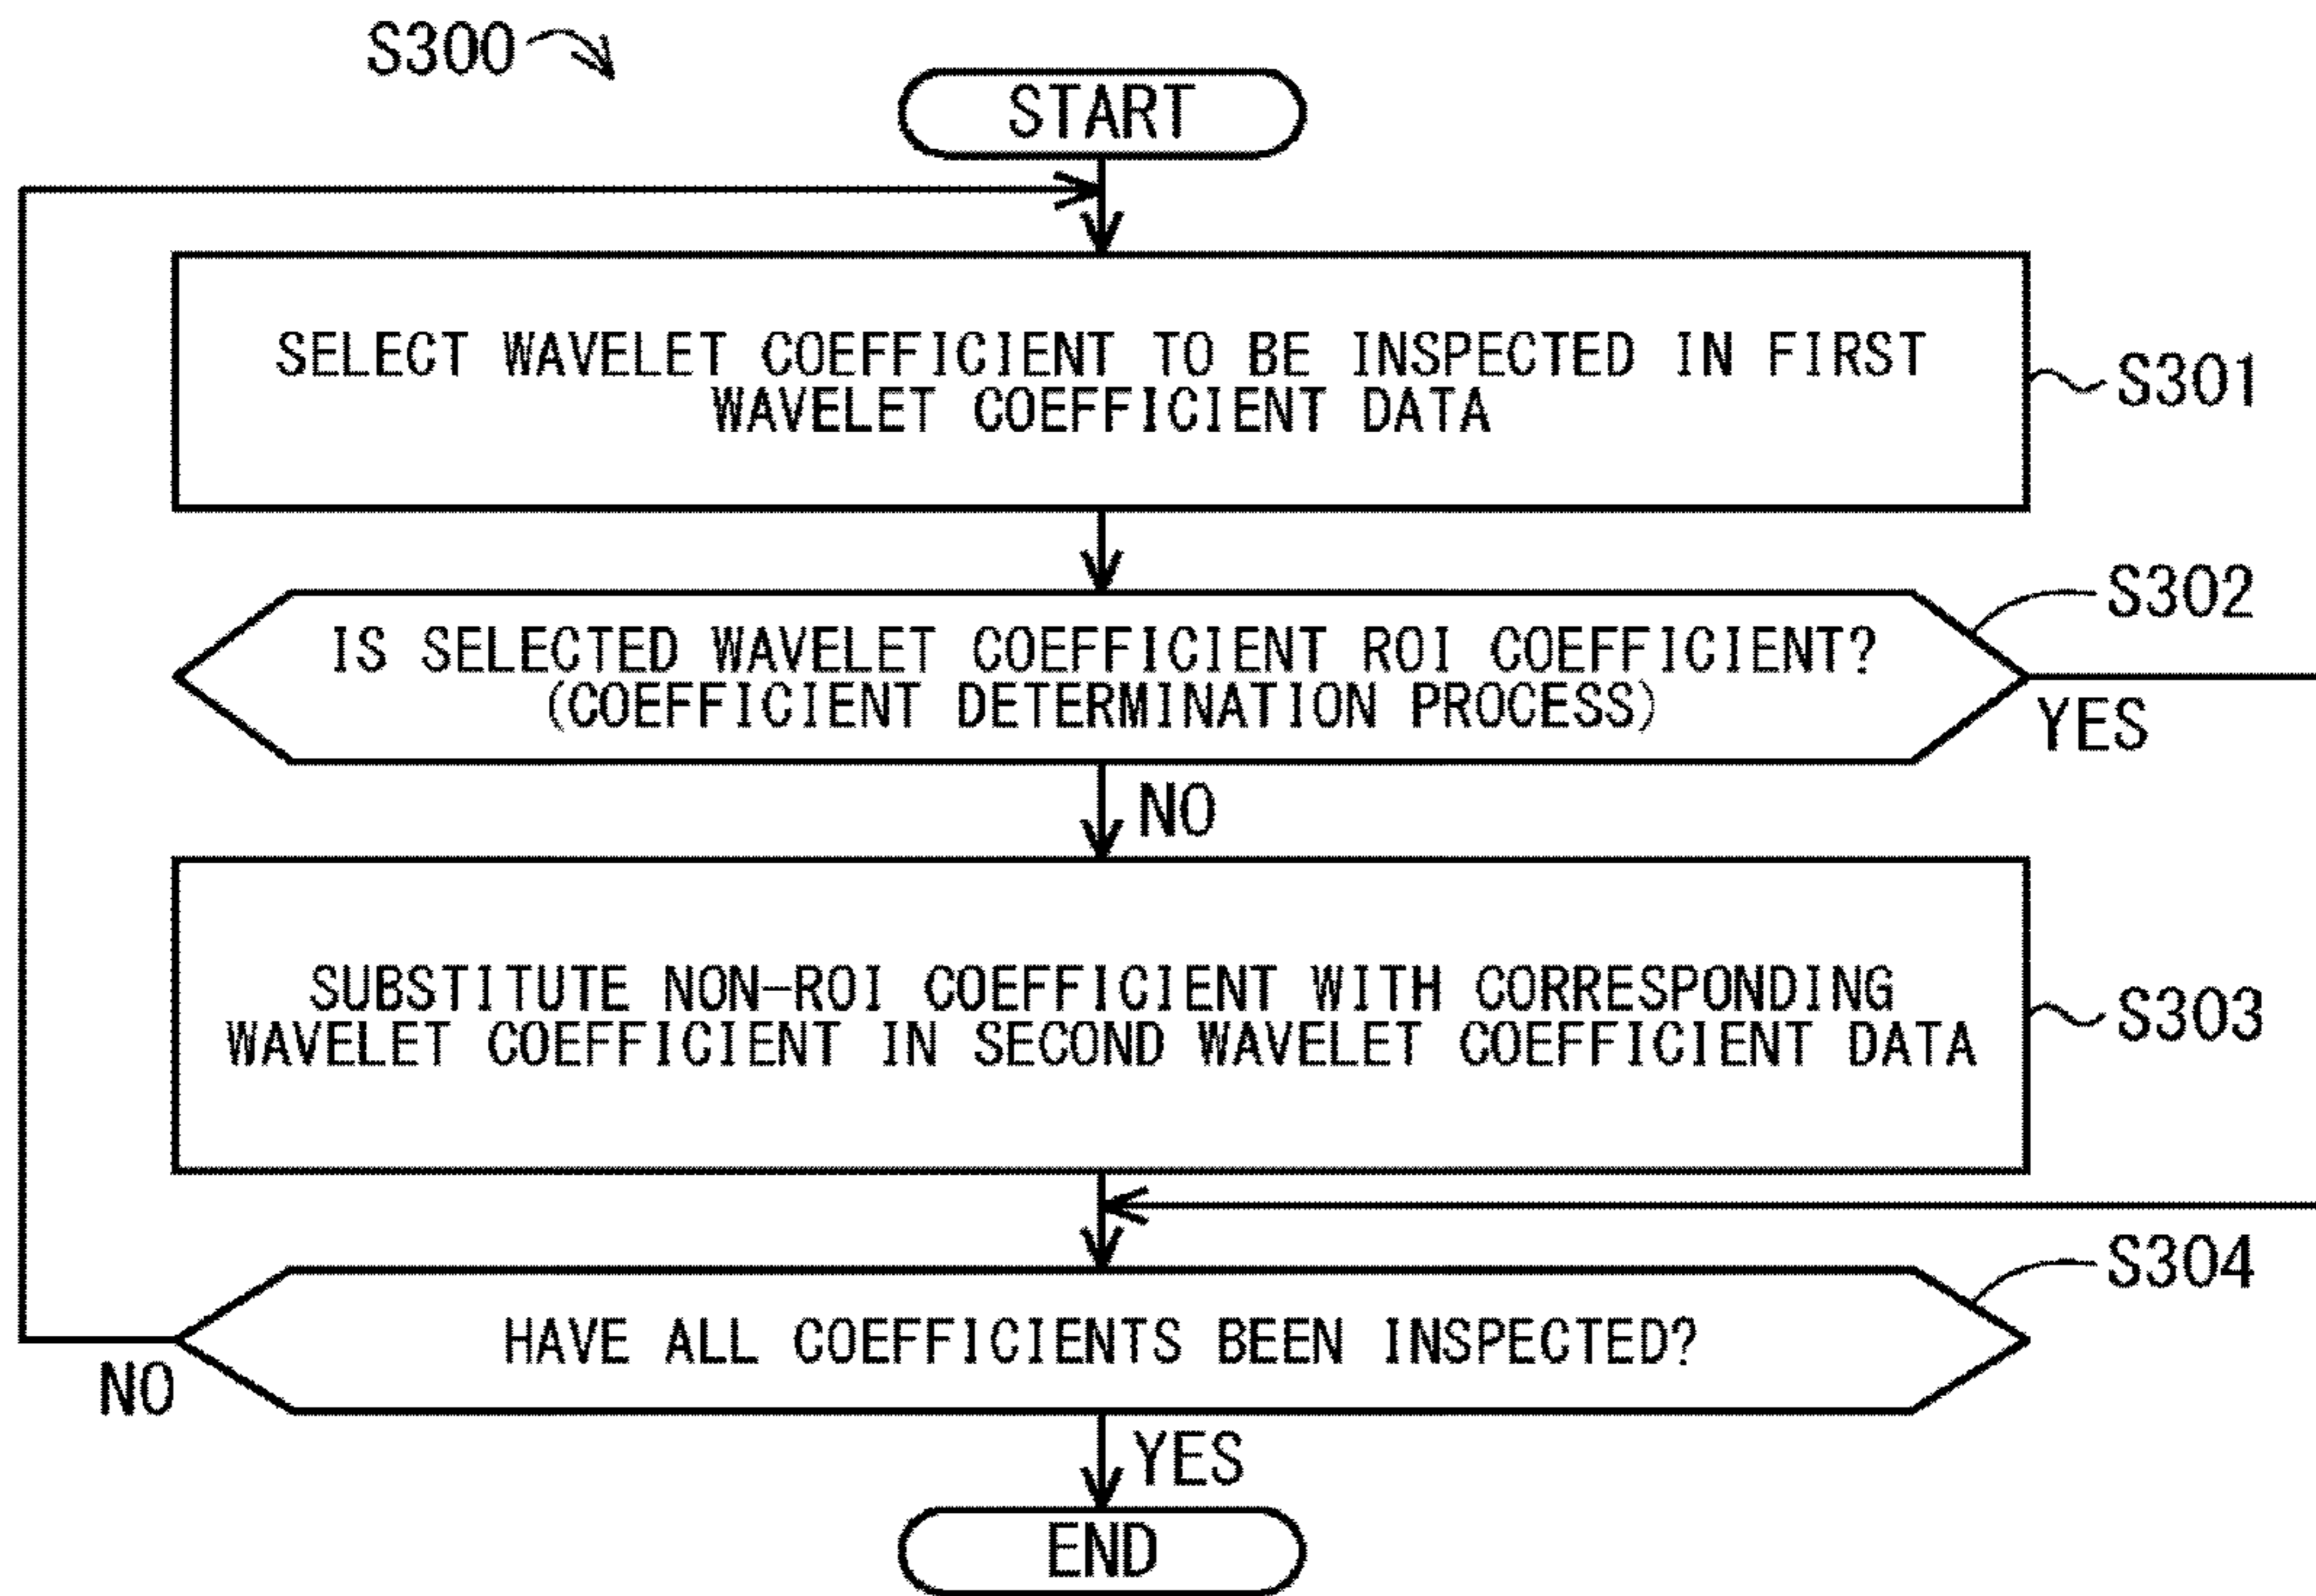 S300
START
SELECT WAVELET COEFFICIENT TO BE INSPECTED IN FIRST
WAVELET COEFFICIENT DATA
S301
S302
IS SELECTED WAVELET COEFFICIENT ROI COEFFICIENT?
(COEFFICIENT DETERMINATION PROCESS)
YES
NO
SUBSTITUTE NON-ROI COEFFICIENT WITH CORRESPONDING
WAVELET COEFFICIENT IN SECOND WAVELET COEFFICIENT DATA
S303
S304
HAVE ALL COEFFICIENTS BEEN INSPECTED?
NO
YES
END